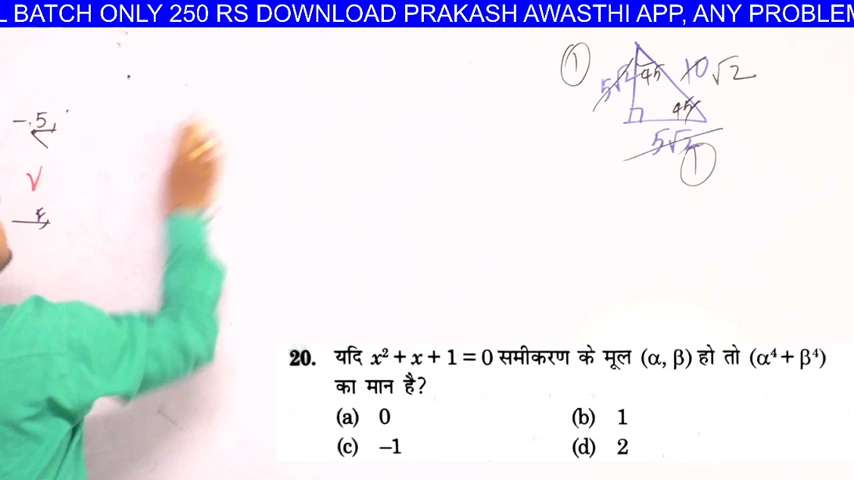 L BATCH ONLY 250 RS DOWNLOAD PRAKASH AWASTHI APP, ANY PROBLEM
1
5√2 45 10 √2
45
5√2
1
-.5
5
20. यदि x² + x + 1 = 0 समीकरण के मूल (α, β) हो तो (α⁴ + β⁴)
का मान है?
(a) 0 (b) 1
(c) –1 (d) 2